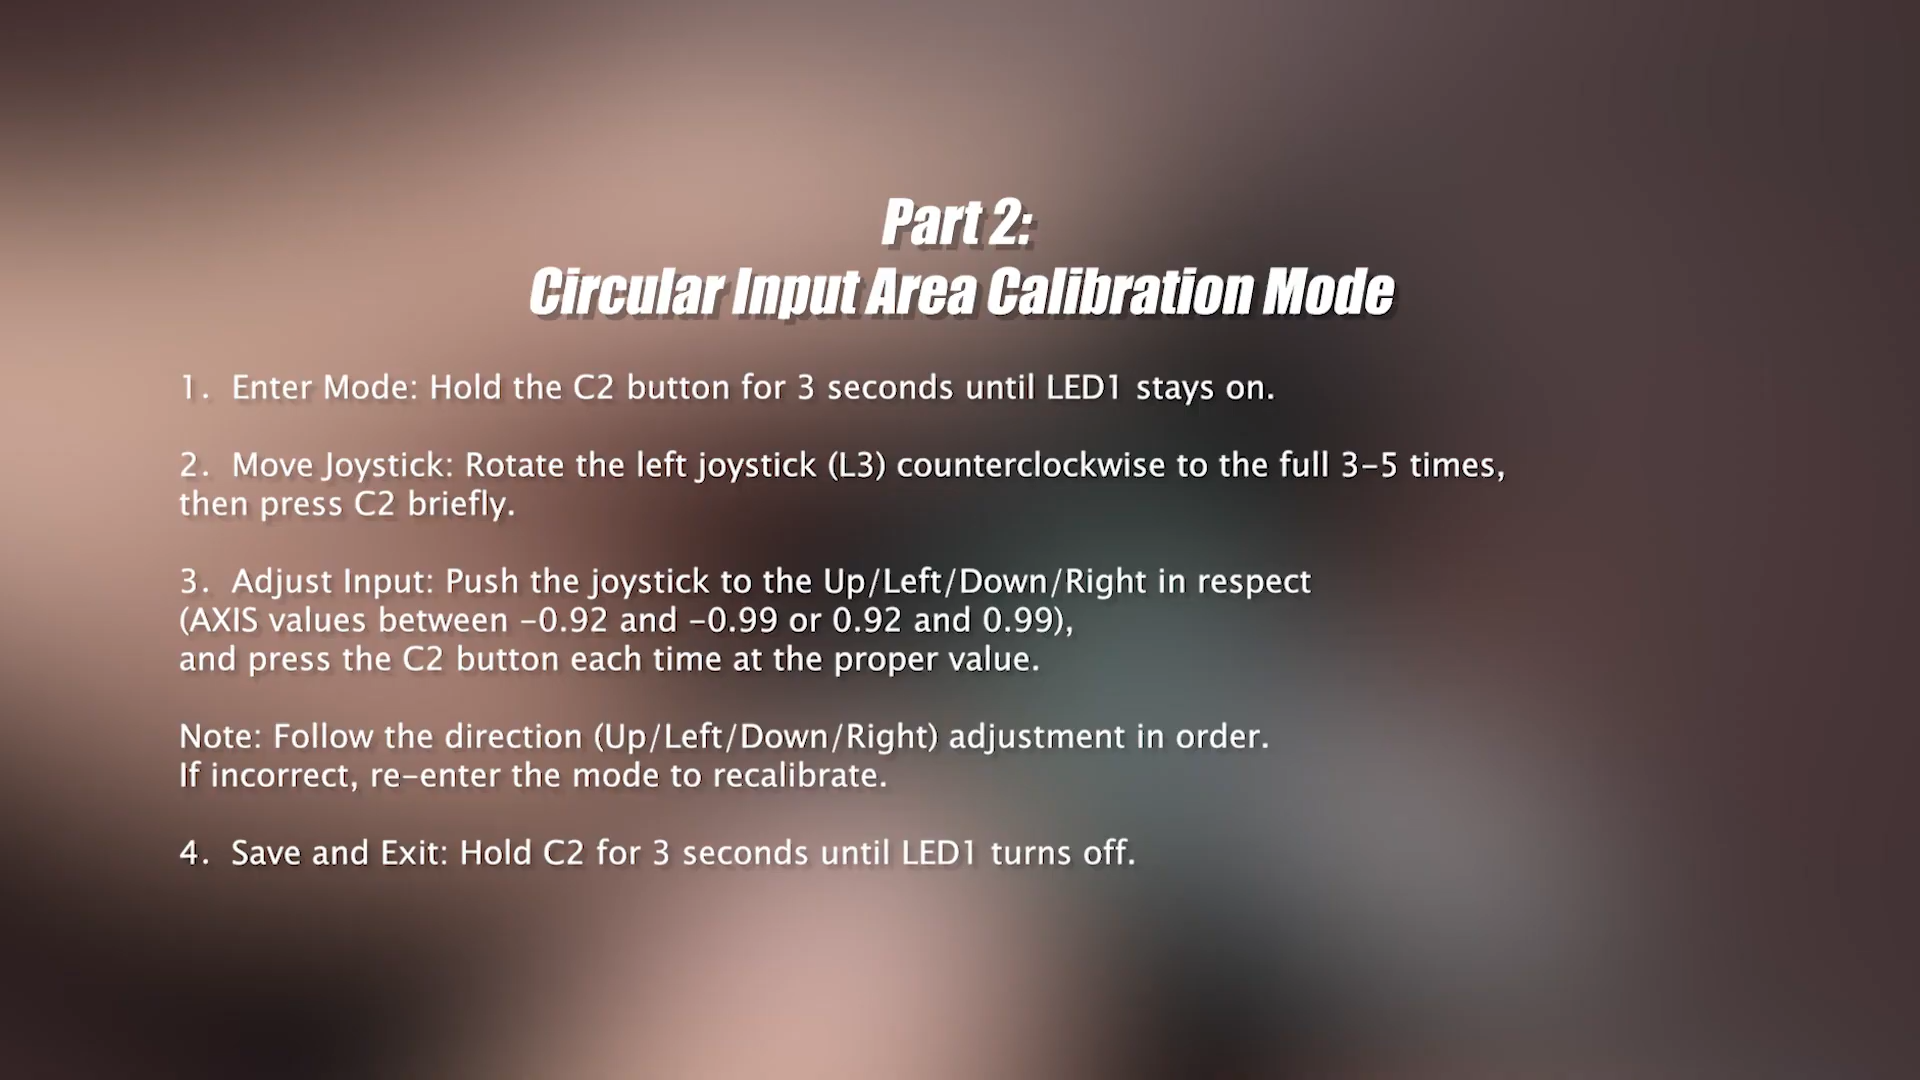 Part 2:
Circular Input Area Calibration Mode
1. Enter Mode: Hold the C2 button for 3 seconds until LED1 stays on.
2. Move Joystick: Rotate the left joystick (L3) counterclockwise to the full 3-5 times,
then press C2 briefly.
3. Adjust Input: Push the joystick to the Up/Left/Down/Right in respect
(AXIS values between -0.92 and -0.99 or 0.92 and 0.99),
and press the C2 button each time at the proper value.
Note: Follow the direction (Up/Left/Down/Right) adjustment in order.
If incorrect, re-enter the mode to recalibrate.
4. Save and Exit: Hold C2 for 3 seconds until LED1 turns off.